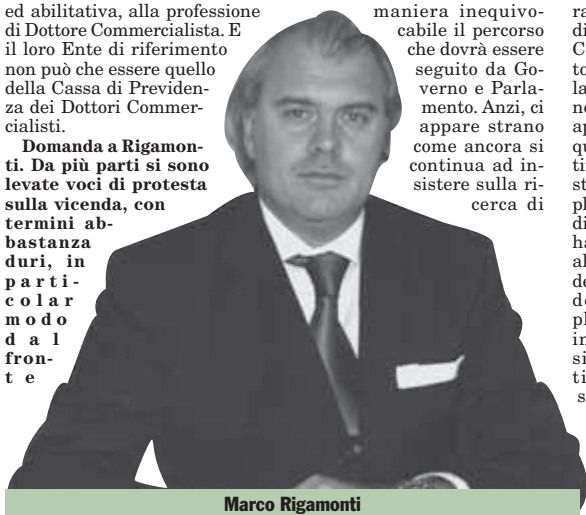 ed abilitativa, alla professione
di Dottore Commercialista. E
il loro Ente di riferimento
non può che essere quello
della Cassa di Previden-
za dei Dottori Commer-
cialisti.
Domanda a Rigamon-
ti. Da più parti si sono
levate voci di protesta
sulla vicenda, con
termini ab-
bastanza
duri, in
parti-
colar
modo
dal
fron-
te
maniera inequivo-
cabile il percorso
che dovrà essere
seguito da Go-
verno e Parla-
mento. Anzi, ci
appare strano
come ancora si
continua ad in-
sistere sulla ri-
cerca di
Marco Rigamonti